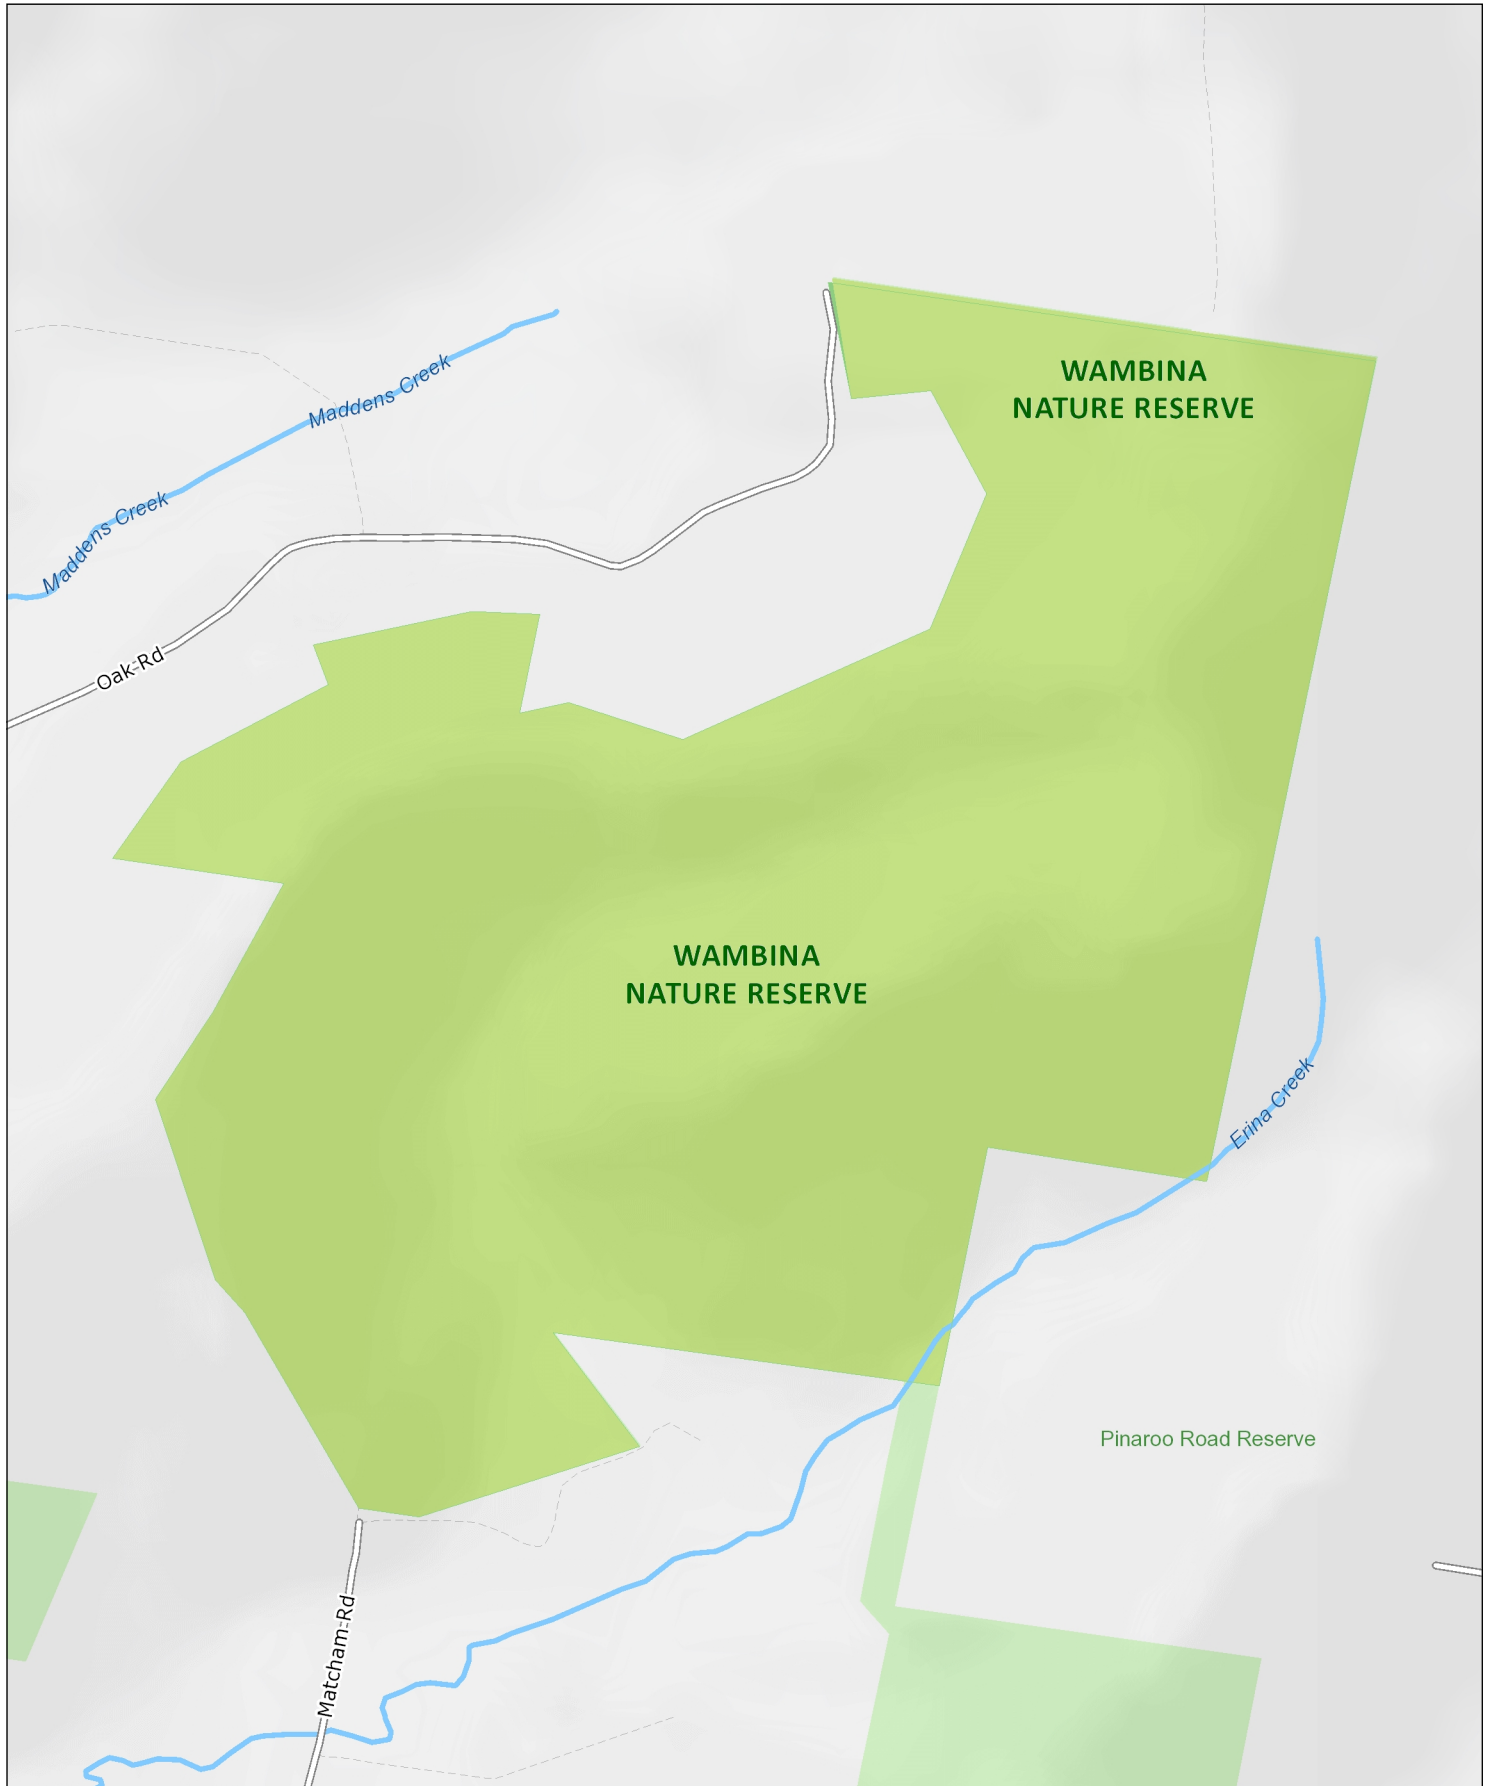 WAMBINA
NATURE RESERVE
Maddens Creek
Maddens Creek
Oak Rd
WAMBINA
NATURE RESERVE
Erina Creek
Pinaroo Road Reserve
Matcham Rd